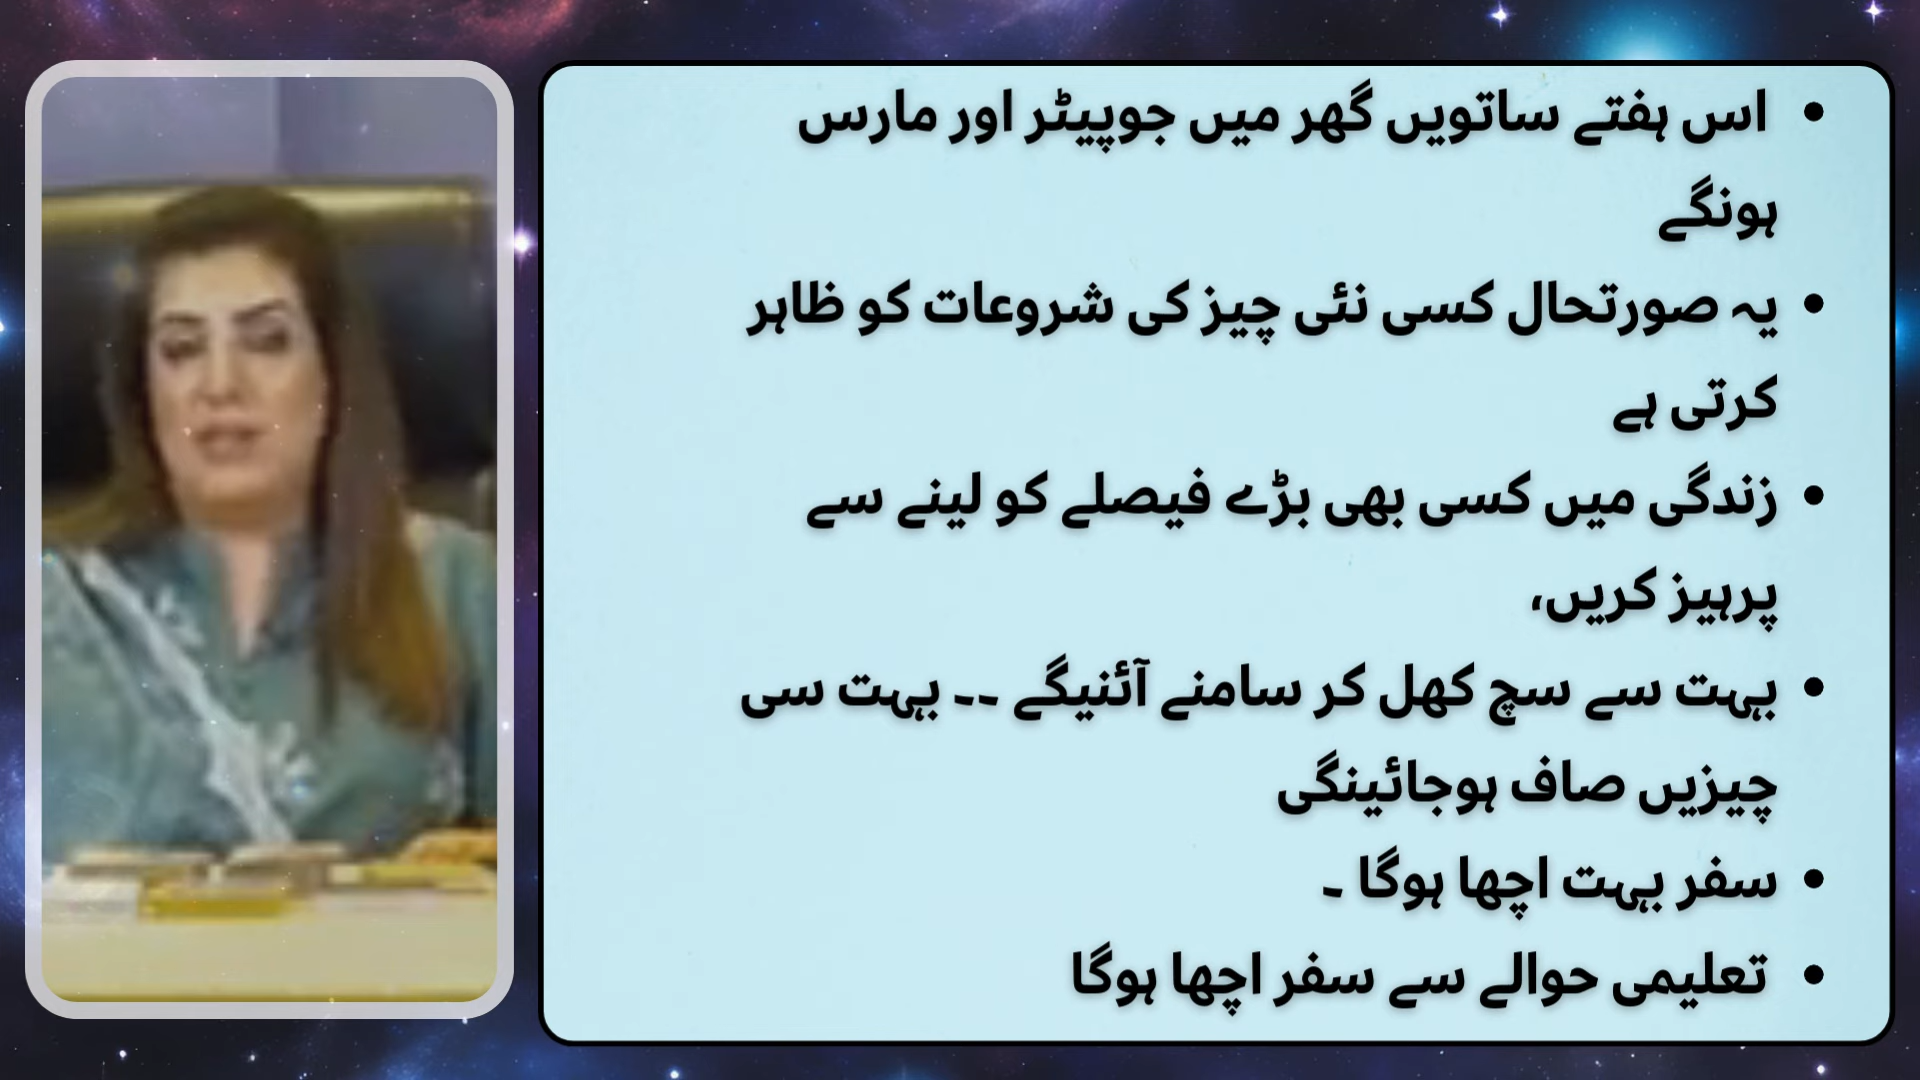 • اس ہفتے ساتویں گھر میں جوپیٹر اور مارس
ہونگے
• یہ صورتحال کسی نئی چیز کی شروعات کو ظاہر
کرتی ہے
• زندگی میں کسی بھی بڑے فیصلے کو لینے سے
پرہیز کریں،
• بہت سے سچ کھل کر سامنے آئنیگے ۔۔ بہت سی
چیزیں صاف ہوجائینگی
• سفر بہت اچھا ہوگا ۔
• تعلیمی حوالے سے سفر اچھا ہوگا